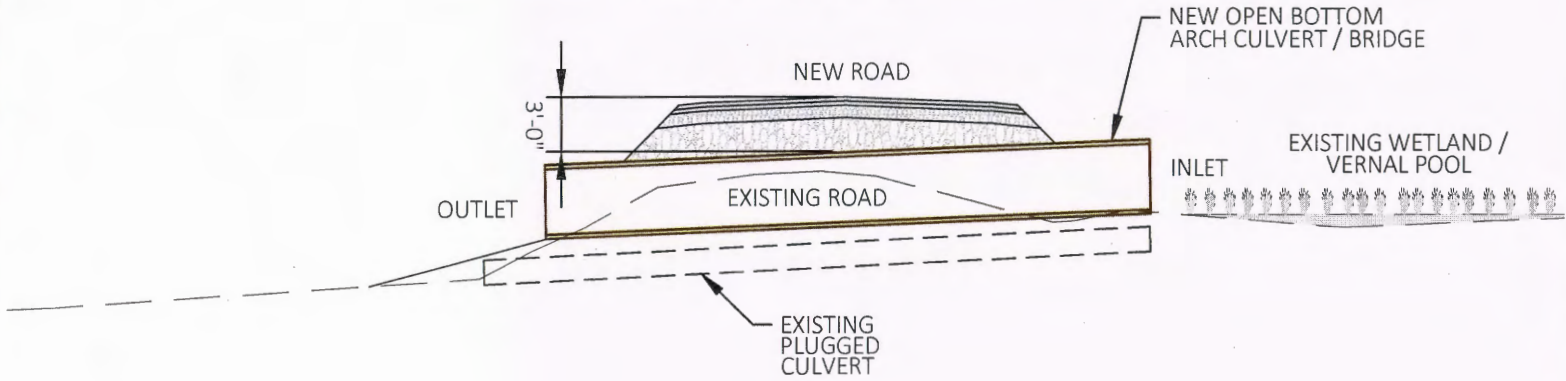 NEW OPEN BOTTOM
ARCH CULVERT / BRIDGE
NEW ROAD
3'-0"
EXISTING WETLAND /
VERNAL POOL
INLET
EXISTING ROAD
OUTLET
EXISTING
PLUGGED
CULVERT